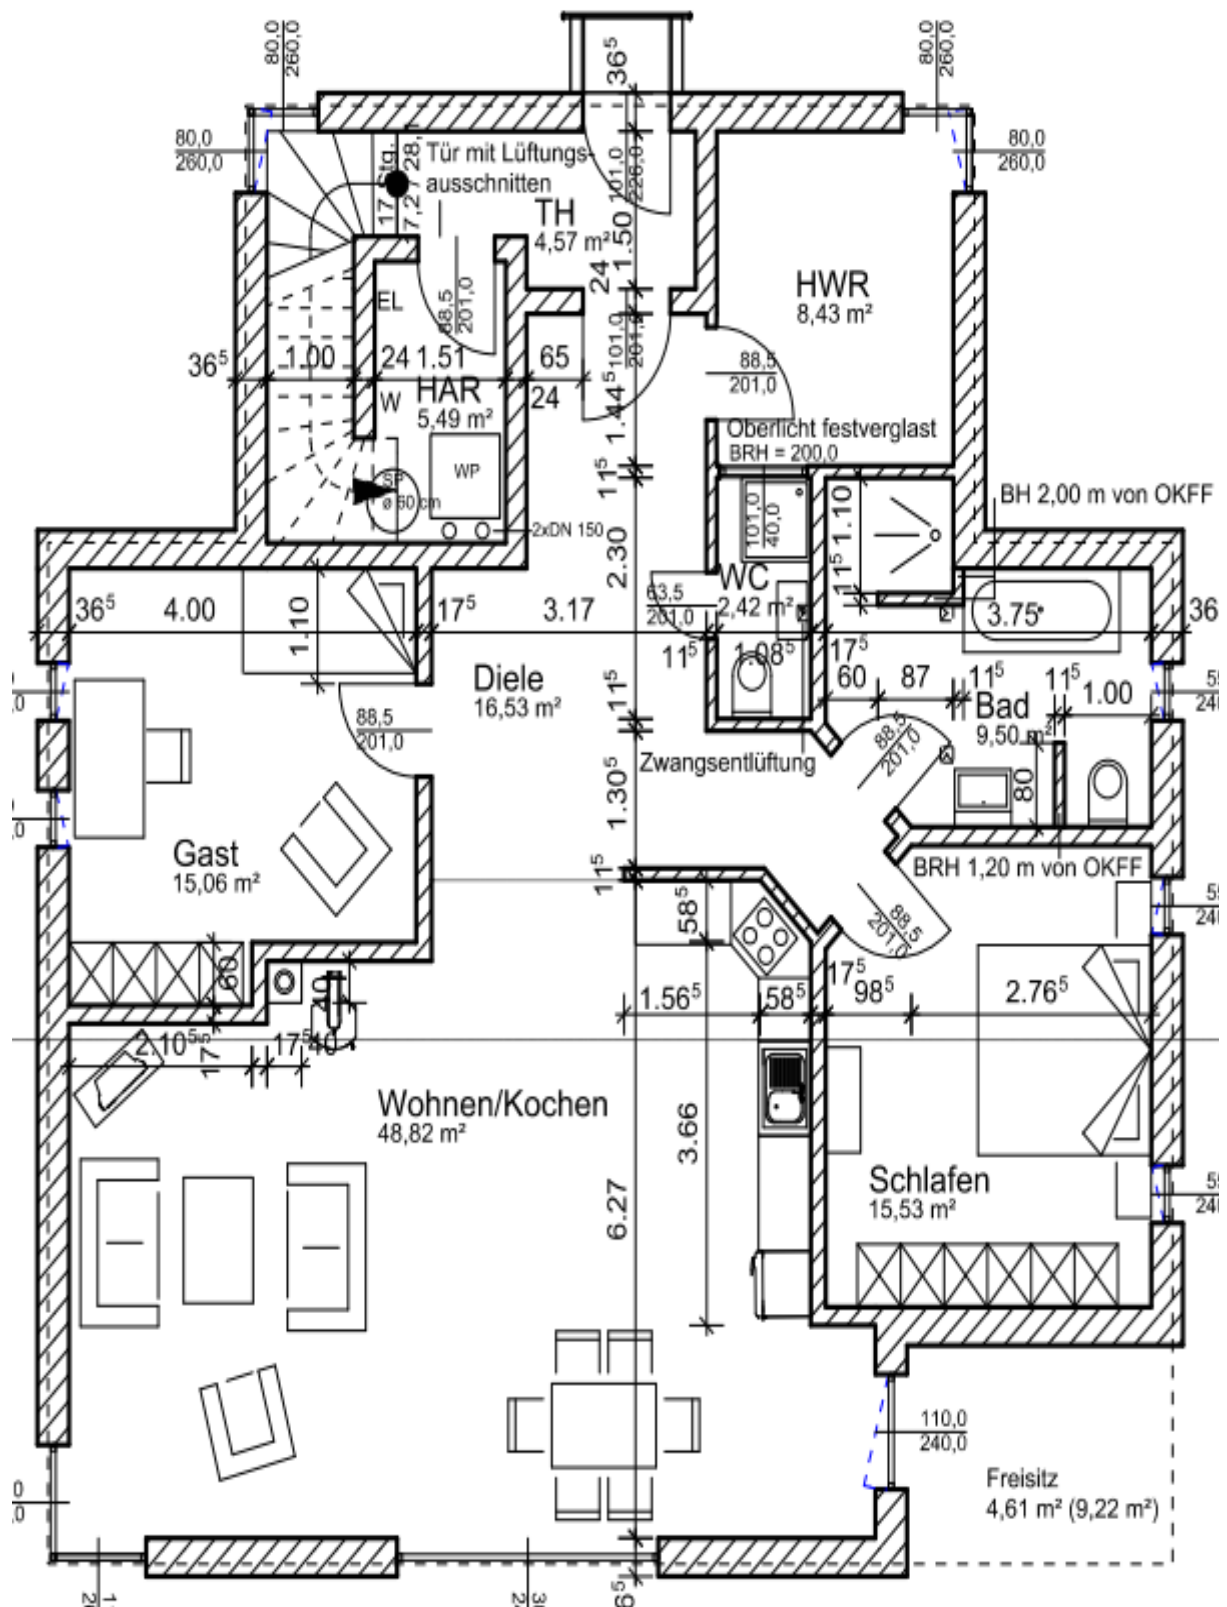 80,0
260,0
80,0
260,0
36⁵
80,0
260,0
80,0
260,0
17 Stg.
Tür mit Lüftungs-
ausschnitten
101,0
226,0
TH
4,57 m²
1.50
24
HWR
8,43 m²
EL
88,5
201,0
101,0
201,0
36⁵
1.00
24
1.51
65
24
88,5
201,0
HAR
5,49 m²
W
1.44⁵
Oberlicht festverglast
BRH = 200,0
WP
SP
ø 60 cm
2xDN 150
11⁵
101,0
40,0
1.10
BH 2,00 m von OKFF
2.30
11⁵
WC
2,42 m²
63,5
201,0
36⁵
4.00
17⁵
3.17
3.75
36
1.10
11⁵
1.08⁵
17⁵
60
87
11⁵
11⁵
1.00
Diele
16,53 m²
11⁵
Bad
9,50 m²
88,5
201,0
88,5
201,0
Zwangsentlüftung
80
1.30⁵
Gast
15,06 m²
BRH 1,20 m von OKFF
11⁵
58⁵
88,5
201,0
60
17⁵
98⁵
2.76⁵
1.56⁵
58⁵
40
2.10⁵
17⁵
17⁵
40
Wohnen/Kochen
48,82 m²
3.66
6.27
Schlafen
15,53 m²
110,0
240,0
Freisitz
4,61 m² (9,22 m²)